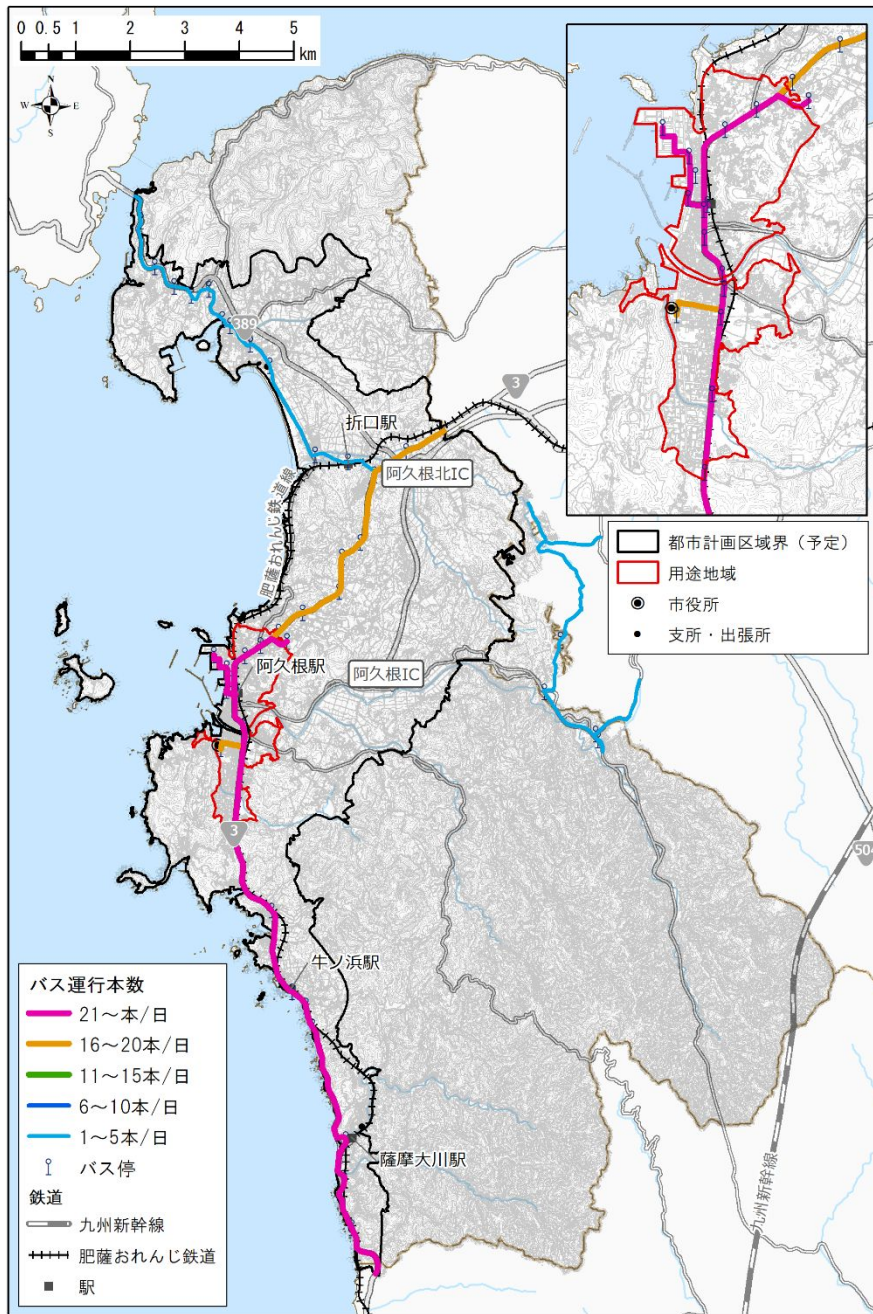 0 0.5 1 2 3 4 5
km
N
W E
S
389
3
折口駅
阿久根北IC
肥薩おれんじ鉄道線
都市計画区域界（予定）
用途地域
市役所
支所・出張所
阿久根駅
阿久根IC
3
504
牛ノ浜駅
薩摩大川駅
九州新幹線
バス運行本数
21～本/日
16～20本/日
11～15本/日
6～10本/日
1～5本/日
バス停
鉄道
九州新幹線
肥薩おれんじ鉄道
駅